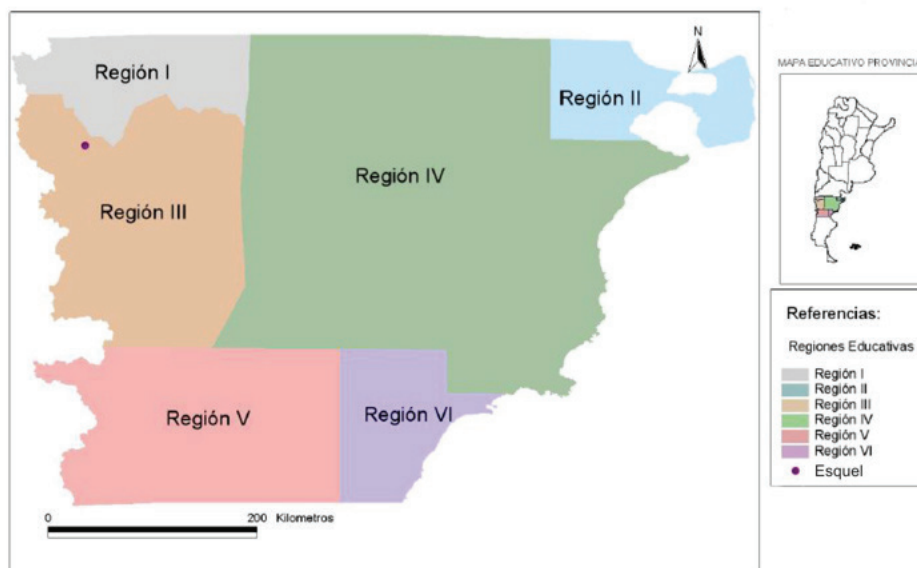 Región I
N
Región II
Región IV
Región III
Región V
Región VI
0 200 Kilometros
MAPA EDUCATIVO PROVINCIA
Referencias:
Regiones Educativas
Región I
Región II
Región III
Región IV
Región V
Región VI
Esquel